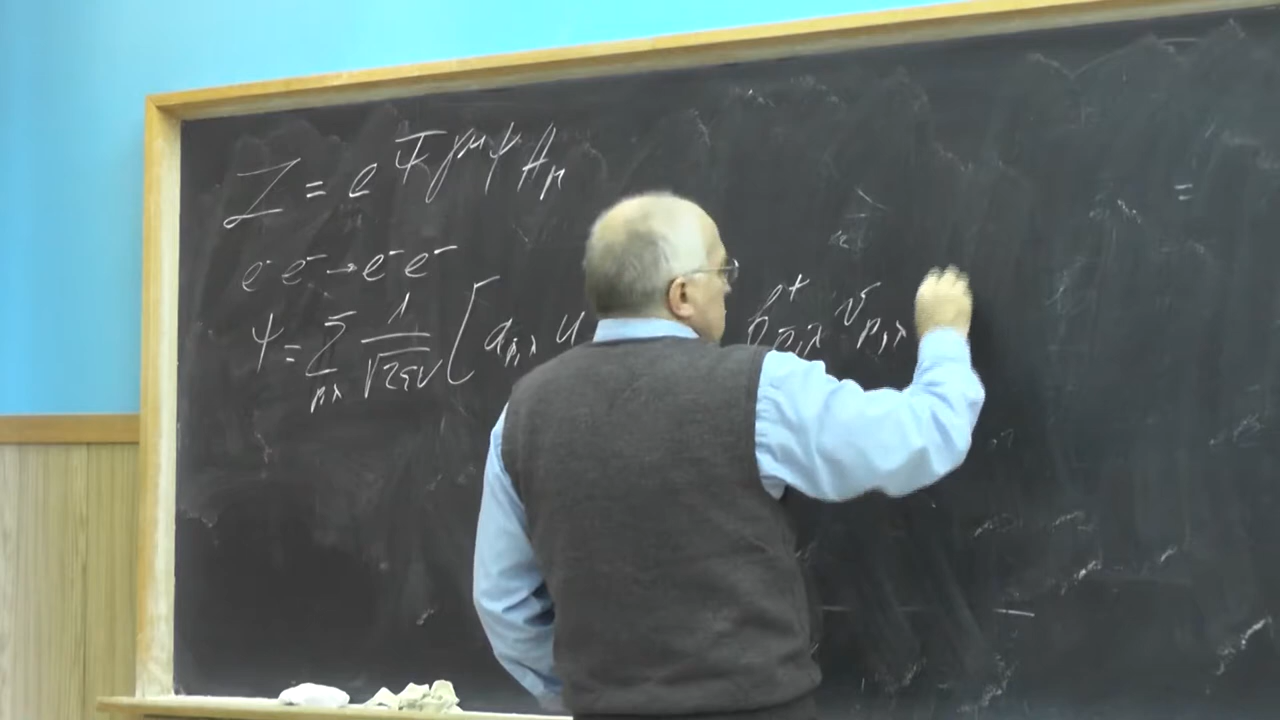 ℒ = e ψ̄ γ^μ ψ A_μ
e⁻ e⁻ → e⁻ e⁻
ψ = Σ_{p,λ} 1/√(2εV) [ a_{p,λ} u b⁺_{p,λ} v_{p,λ}
=